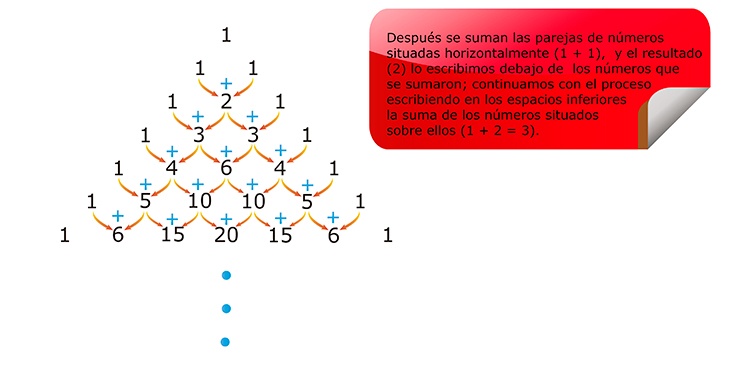 1
1 1
+
1 2 1
+ +
1 3 3 1
+ + +
1 4 6 4 1
+ + + +
1 5 10 10 5 1
+ + + + +
1 6 15 20 15 6 1
Después se suman las parejas de números
situadas horizontalmente (1 + 1), y el resultado
(2) lo escribimos debajo de los números que
se sumaron; continuamos con el proceso
escribiendo en los espacios inferiores
la suma de los números situados
sobre ellos (1 + 2 = 3).